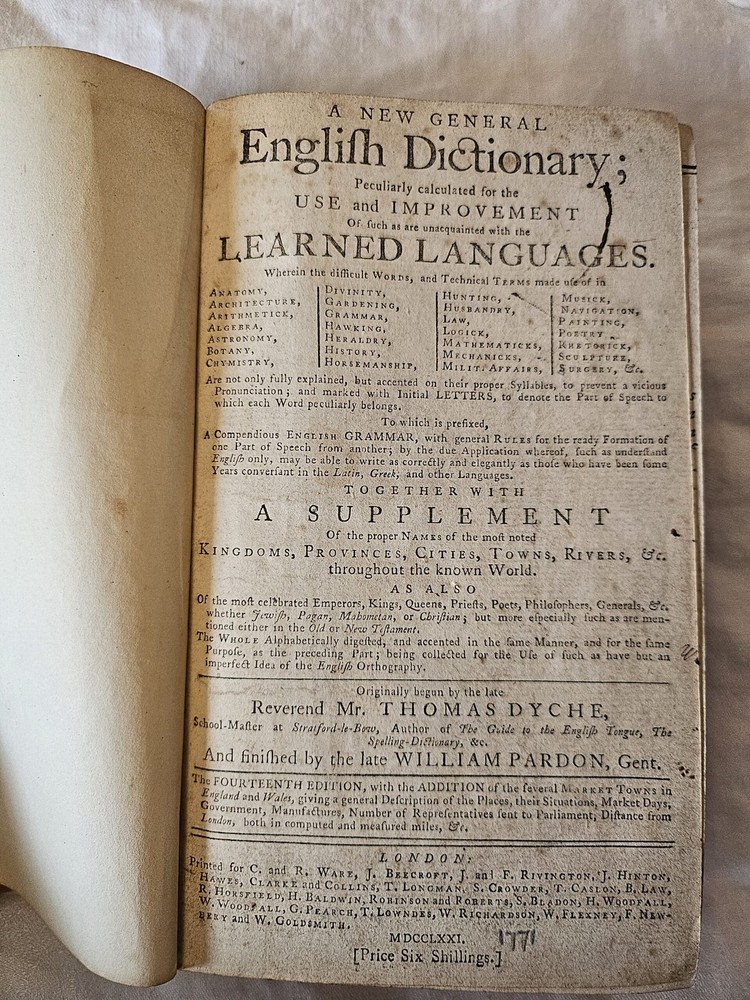 A NEW GENERAL
Engliſh Dictionary;
Peculiarly calculated for the
USE and IMPROVEMENT
Of ſuch as are unacquainted with the
LEARNED LANGUAGES.
Wherein the difficult WORDS, and Technical TERMS made uſe of in
ANATOMY,
ARCHITECTURE,
ARITHMETICK,
ALGEBRA,
ASTRONOMY,
BOTANY,
CHYMISTRY,
DIVINITY,
GARDENING,
GRAMMAR,
HAWKING,
HERALDRY,
HISTORY,
HORSEMANSHIP,
HUNTING,
HUSBANDRY,
LAW,
LOGICK,
MATHEMATICKS,
MECHANICKS,
MILIT. AFFAIRS,
MUSICK,
NAVIGATION,
PAINTING,
POETRY
RHETORICK,
SCULPTURE,
SURGERY, &c.
Are not only fully explained, but accented on their proper Syllables, to prevent a vicious
Pronunciation; and marked with Initial LETTERS, to denote the Part of Speech to
which each Word peculiarly belongs.
To which is prefixed,
A Compendious ENGLISH GRAMMAR, with general RULES for the ready Formation of
one Part of Speech from another; by the due Application whereof, ſuch as underſtand
Engliſh only, may be able to write as correctly and elegantly as thoſe who have been ſome
Years converſant in the Latin, Greek, and other Languages.
TOGETHER WITH
A SUPPLEMENT
Of the proper NAMES of the moſt noted
KINGDOMS, PROVINCES, CITIES, TOWNS, RIVERS, &c.
throughout the known World.
AS ALSO
Of the moſt celebrated Emperors, Kings, Queens, Prieſts, Poets, Philoſophers, Generals, &c.
whether Jewiſh, Pagan, Mahometan, or Chriſtian; but more eſpecially ſuch as are men-
tioned either in the Old or New Teſtament.
The WHOLE Alphabetically digeſted, and accented in the ſame Manner, and for the ſame
Purpoſe, as the preceding Part; being collected for the Uſe of ſuch as have but an
imperfect Idea of the Engliſh Orthography.
Originally begun by the late
Reverend Mr. THOMAS DYCHE,
School-Maſter at Stratford-le-Bow, Author of The Guide to the Engliſh Tongue, The
Spelling-Dictionary, &c.
And finiſhed by the late WILLIAM PARDON, Gent.
The FOURTEENTH EDITION, with the ADDITION of the ſeveral MARKET TOWNS in
England and Wales, giving a general Deſcription of the Places, their Situations, Market Days,
Government, Manufactures, Number of Repreſentatives ſent to Parliament, Diſtance from
London, both in computed and meaſured miles, &c.
LONDON:
Printed for C. and R. WARE, J. BEECROFT, J. and F. RIVINGTON, J. HINTON,
HAWES, CLARKE and COLLINS, T. LONGMAN, S. CROWDER, T. CASLON, B. LAW,
R. HORSFIELD, H. BALDWIN, ROBINSON and ROBERTS, S. BLADON, H. WOODFALL,
W. WOODFALL, G. PEARCH, T. LOWNDES, W. RICHARDSON, W. FLEXNEY, F. NEW-
BERY and W. GOLDSMITH.
MDCCLXXI. 1771
[Price Six Shillings.]